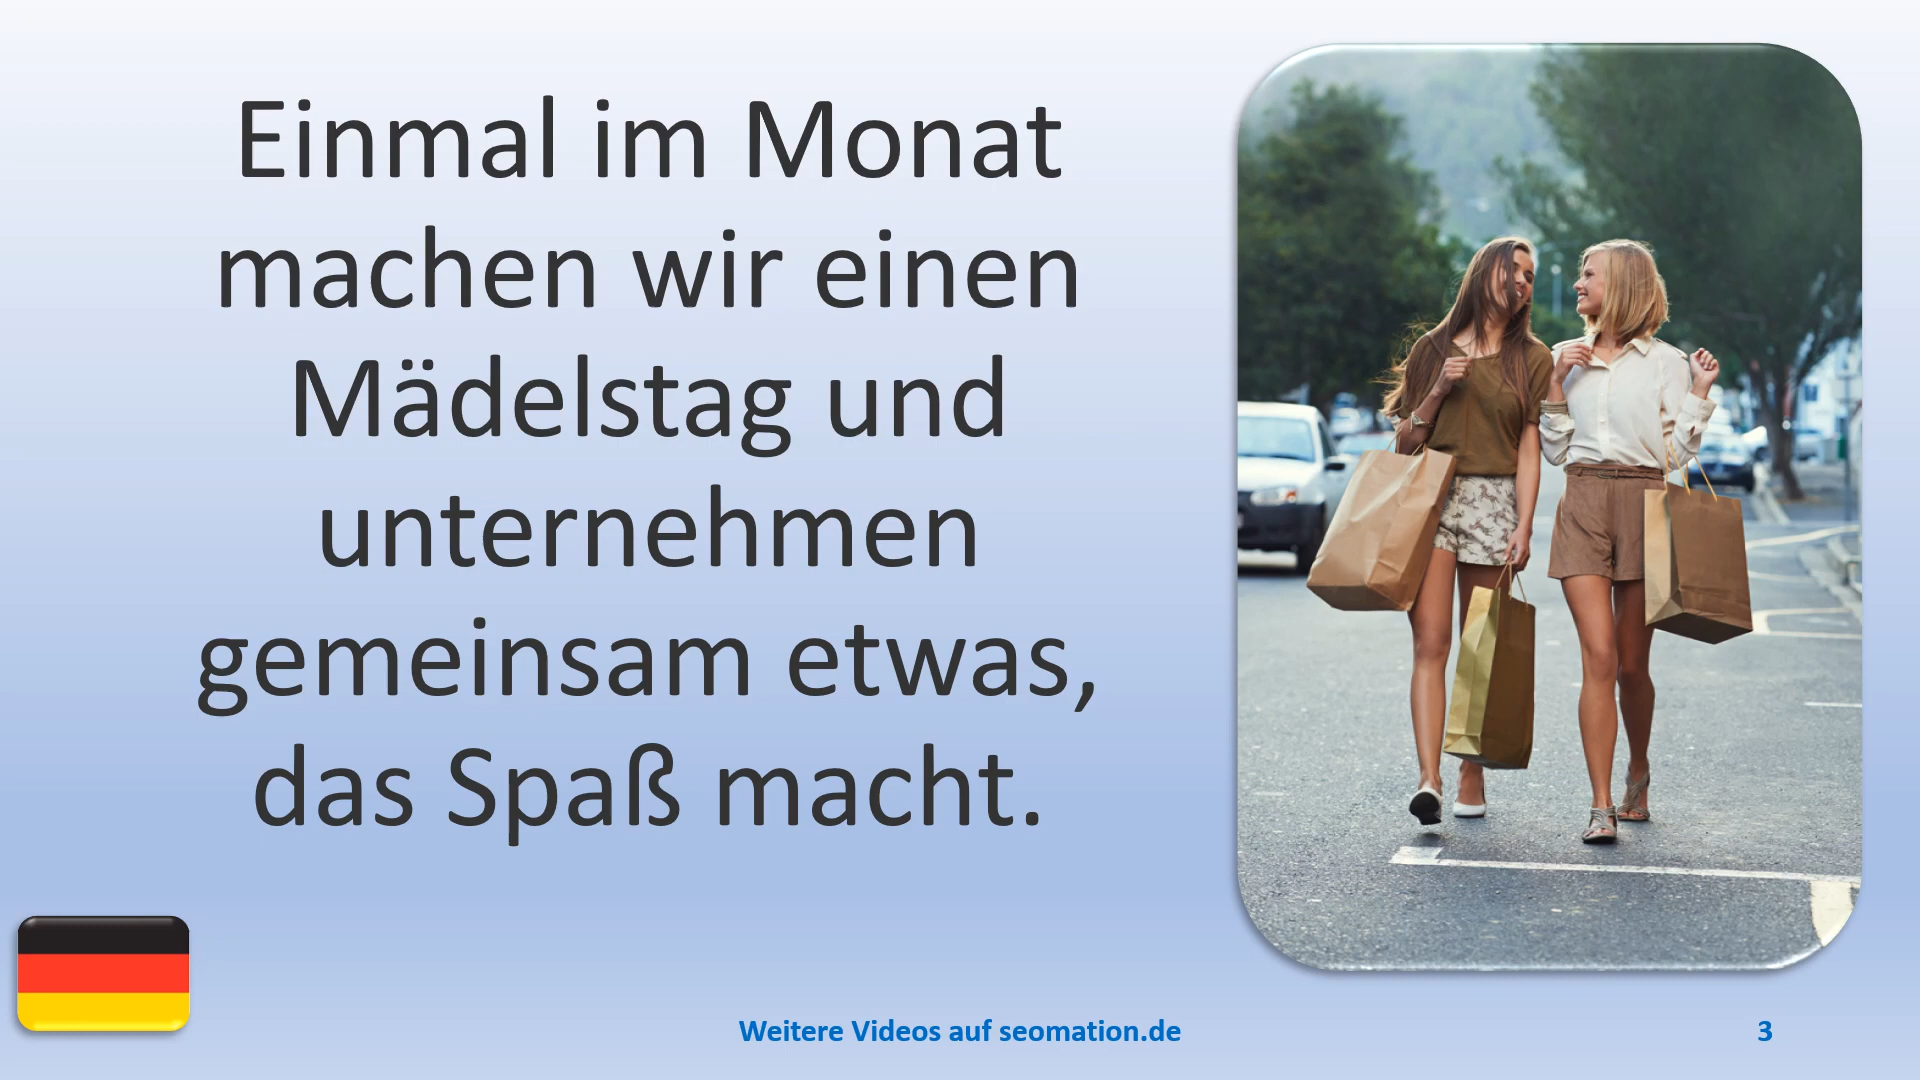 Einmal im Monat
machen wir einen
Mädelstag und
unternehmen
gemeinsam etwas,
das Spaß macht.
Weitere Videos auf seomation.de
3